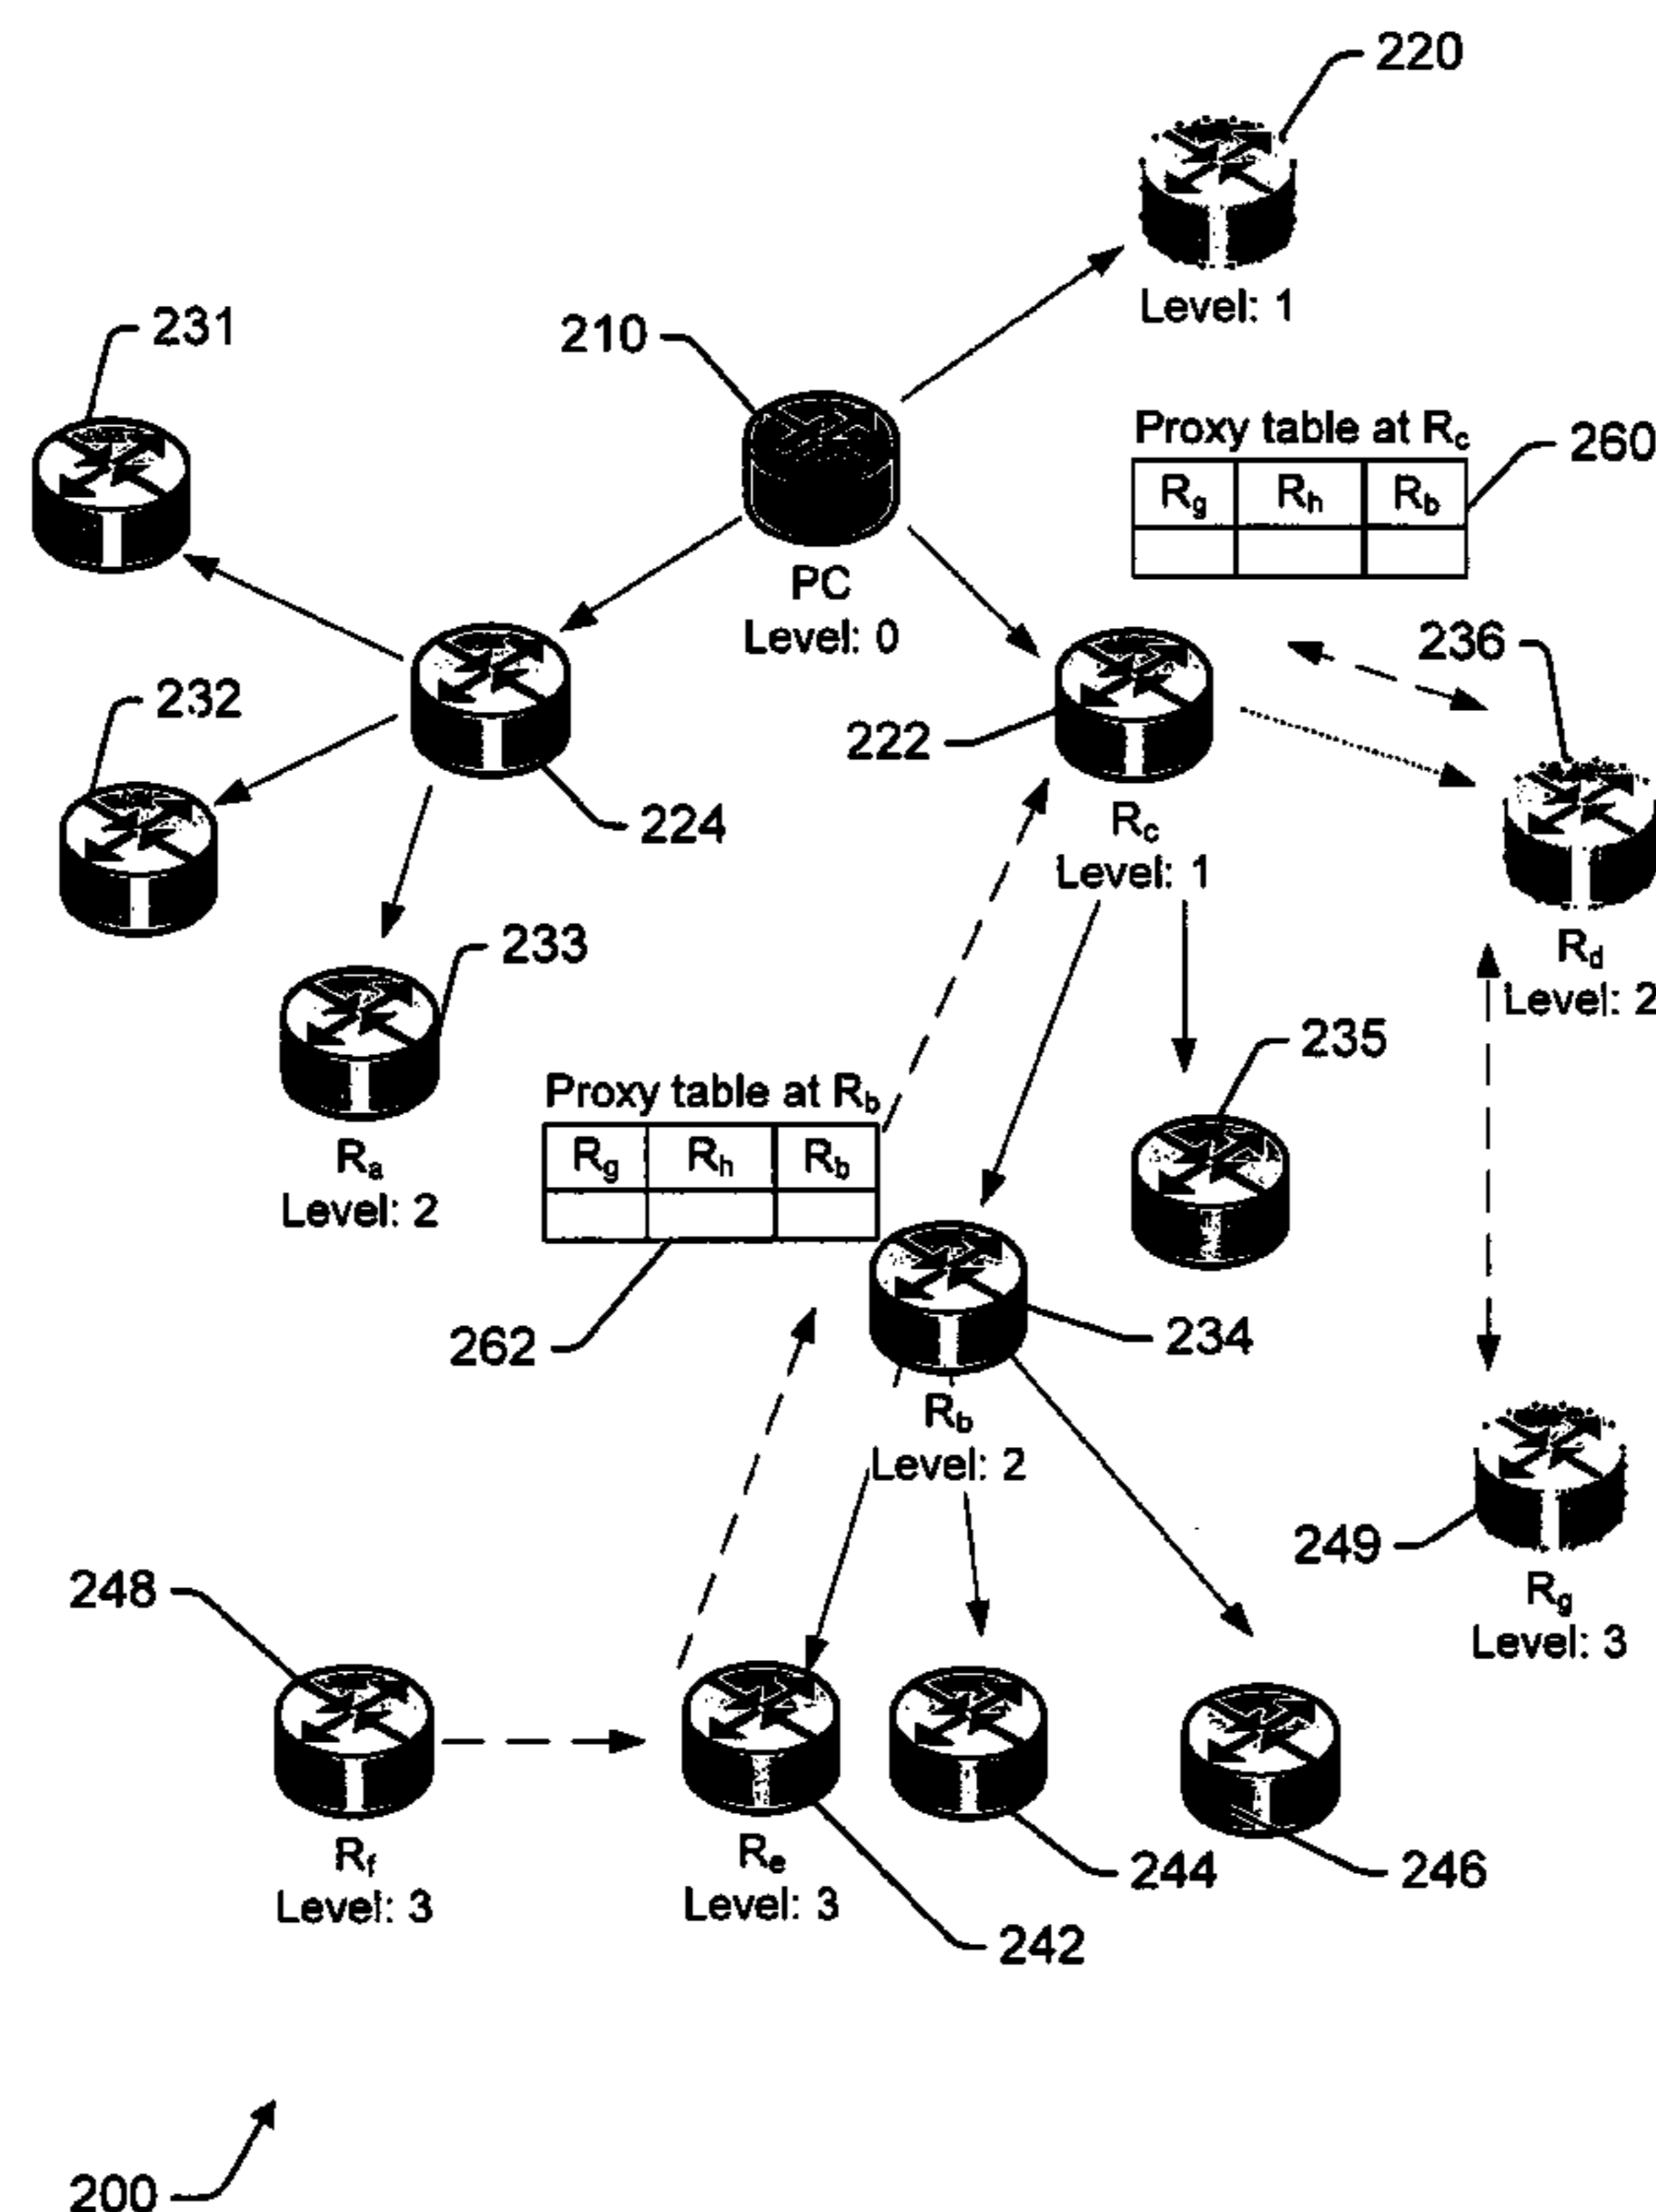 220
Level: 1
231
210
Proxy table at Rc
260
Rg Rh Rb
PC
Level: 0
236
232
222
224
Rc
Level: 1
233
Rd
Level: 2
235
Proxy table at Rb
Rg Rh Rb
Ra
Level: 2
262
234
Rb
Level: 2
249
248
Rg
Level: 3
Rf
Level: 3
Re
Level: 3
244
246
242
200